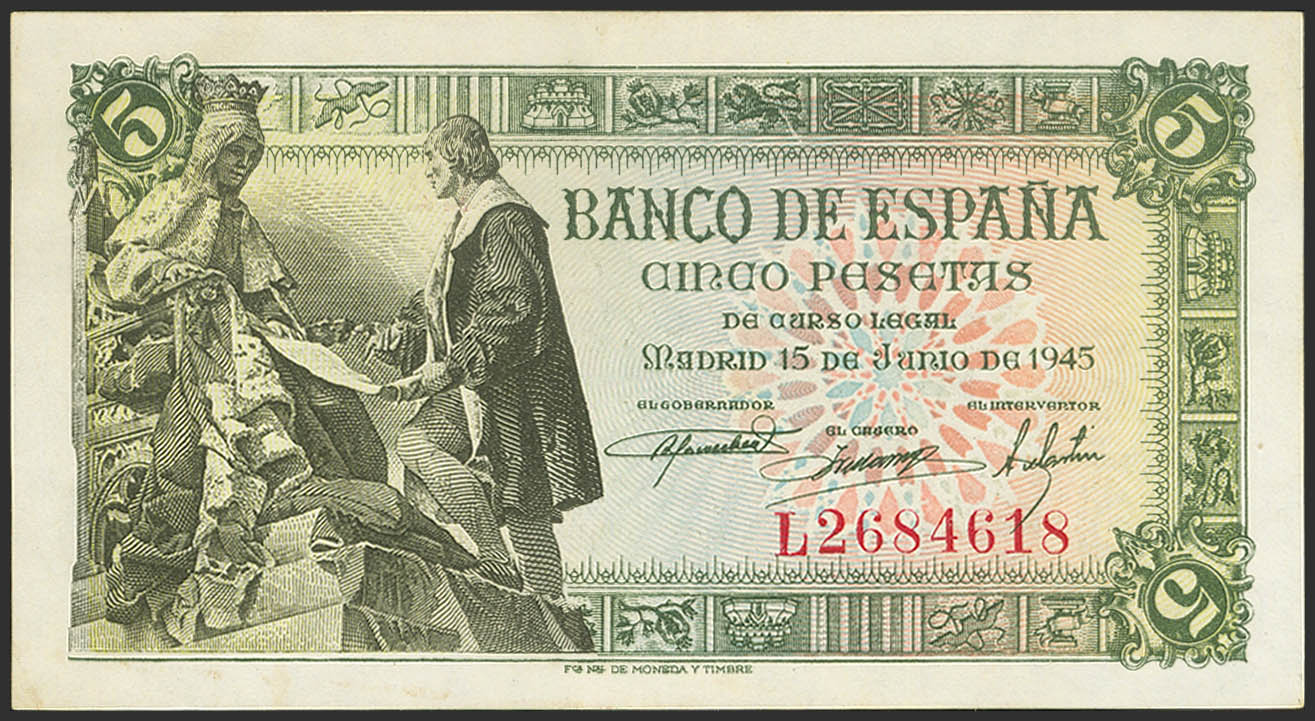 5
5
BANCO DE ESPAÑA
CINCO PESETAS
DE CURSO LEGAL
MADRID 15 DE JUNIO DE 1945
EL GOBERNADOR
EL INTERVENTOR
EL CAJERO
L2684618
5
FCA NAL DE MONEDA Y TIMBRE